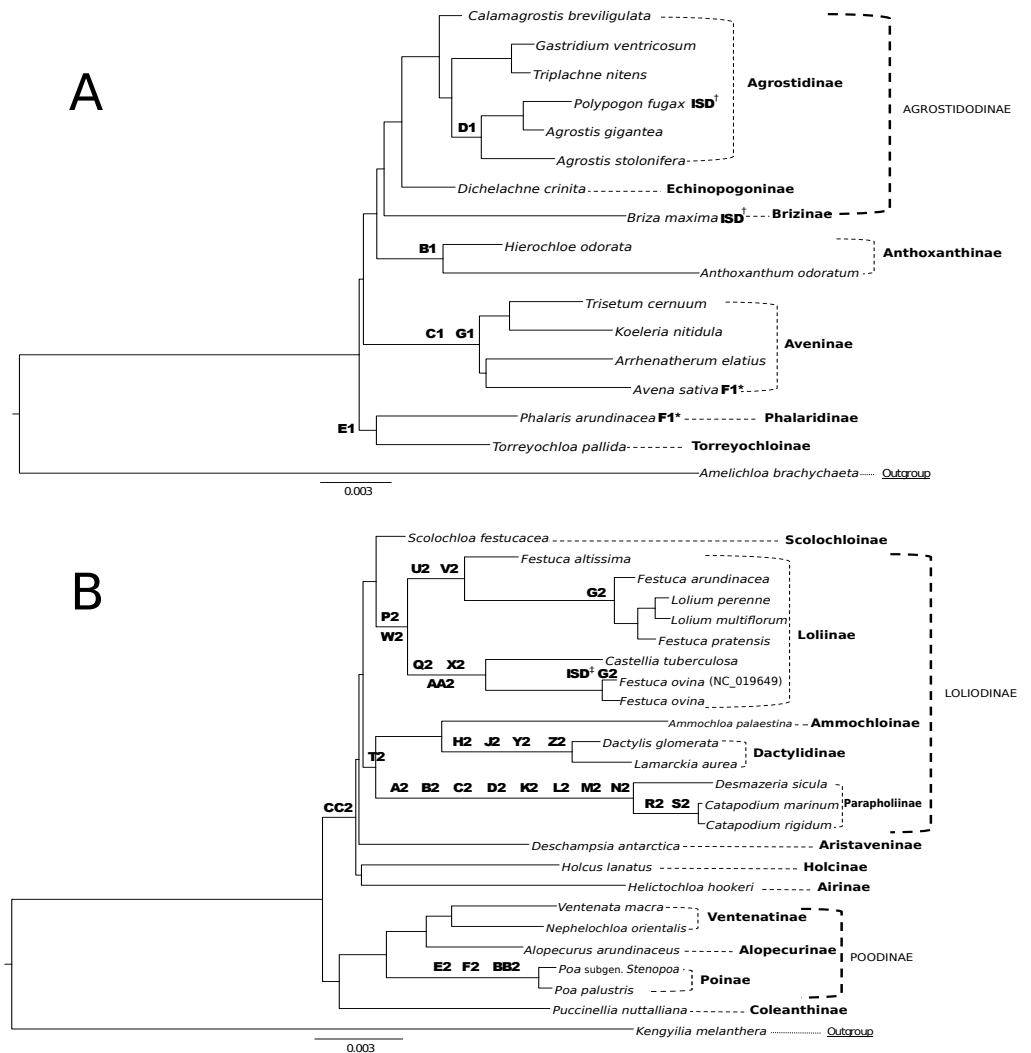 A
Calamagrostis breviligulata
Gastridium ventricosum
Triplachne nitens
Agrostidinae
Polypogon fugax ISD†
AGROSTIDODINAE
D1
Agrostis gigantea
Agrostis stolonifera
Dichelachne crinita
Echinopogoninae
Briza maxima ISD†
Brizinae
B1
Hierochloe odorata
Anthoxanthinae
Anthoxanthum odoratum
Trisetum cernuum
C1 G1
Koeleria nitidula
Aveninae
Arrhenatherum elatius
Avena sativa F1*
E1
Phalaris arundinacea F1*
Phalaridinae
Torreyochloa pallida
Torreyochloinae
Amelichloa brachychaeta
Outgroup
0.003
B
Scolochloa festucacea
Scolochloinae
Festuca altissima
U2 V2
Festuca arundinacea
G2
Lolium perenne
P2
Lolium multiflorum
W2
Festuca pratensis
Loliinae
Q2 X2
Castellia tuberculosa
AA2
ISD‡ G2
Festuca ovina (NC_019649)
LOLIODINAE
Festuca ovina
Ammochloa palaestina
Ammochloinae
H2 J2 Y2 Z2
Dactylis glomerata
T2
Dactylidinae
Lamarckia aurea
A2 B2 C2 D2 K2 L2 M2 N2
Desmazeria sicula
R2 S2
Catapodium marinum
Parapholiinae
CC2
Catapodium rigidum
Deschampsia antarctica
Aristaveninae
Holcus lanatus
Holcinae
Helictochloa hookeri
Airinae
Ventenata macra
Ventenatinae
Nephelochloa orientalis
Alopecurus arundinaceus
Alopecurinae
POODINAE
E2 F2 BB2
Poa subgen. Stenopoa
Poinae
Poa palustris
Puccinellia nuttalliana
Coleanthinae
Kengyilia melanthera
Outgroup
0.003